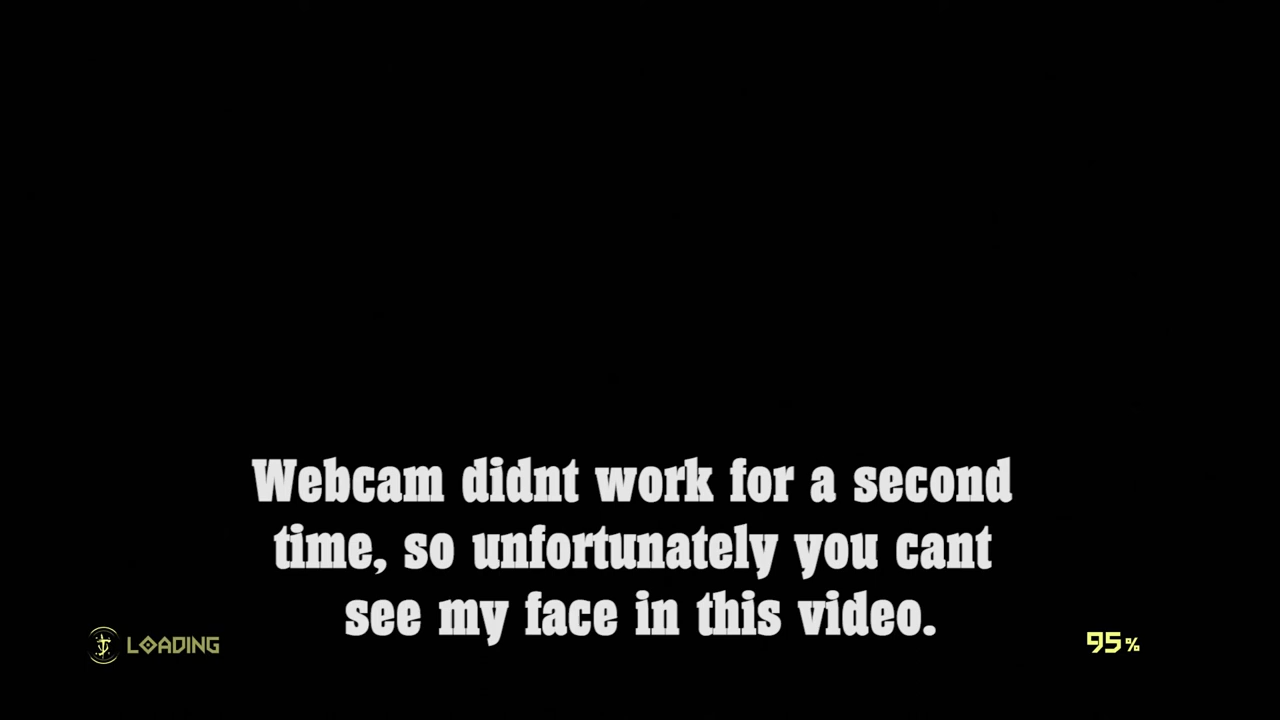 Webcam didnt work for a second
time, so unfortunately you cant
see my face in this video.
LOADING
95%